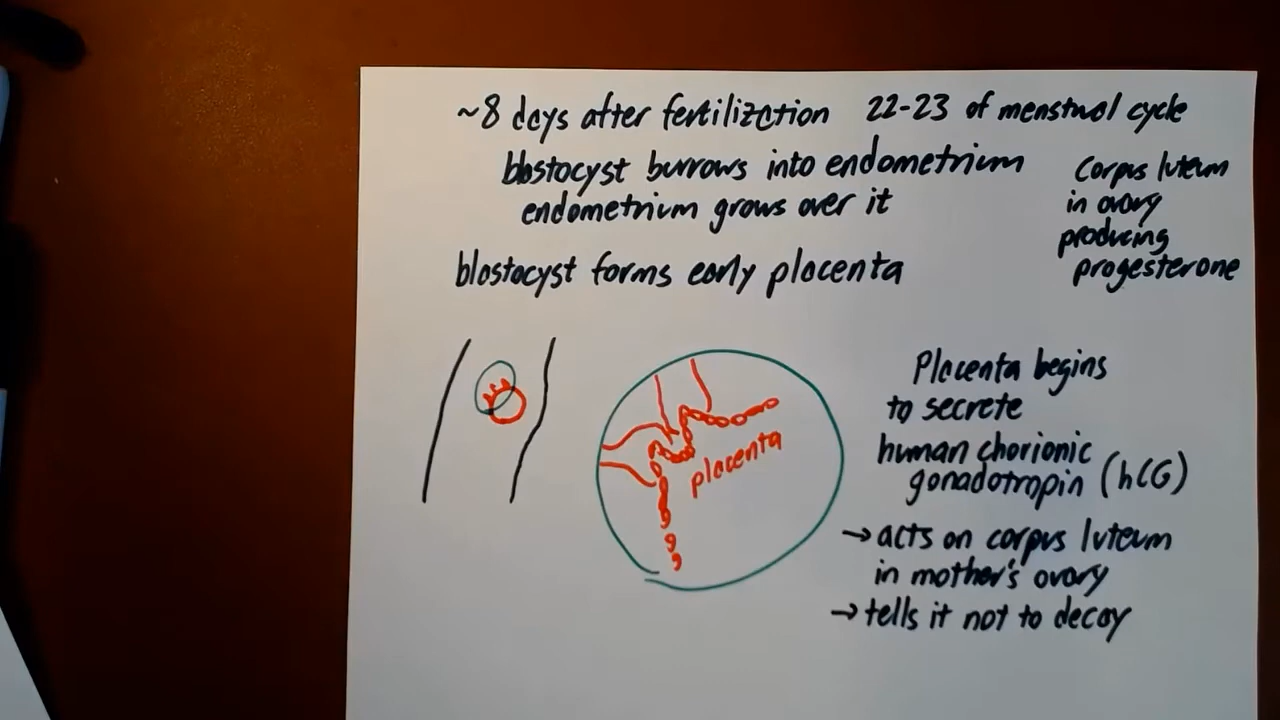 ~8 days after fertilization 22-23 of menstrual cycle
blastocyst burrows into endometrium
endometrium grows over it
Corpus luteum
in ovary
producing
progesterone
blastocyst forms early placenta
placenta
Placenta begins
to secrete
human chorionic
gonadotropin (hCG)
→ acts on corpus luteum
in mother's ovary
→ tells it not to decay